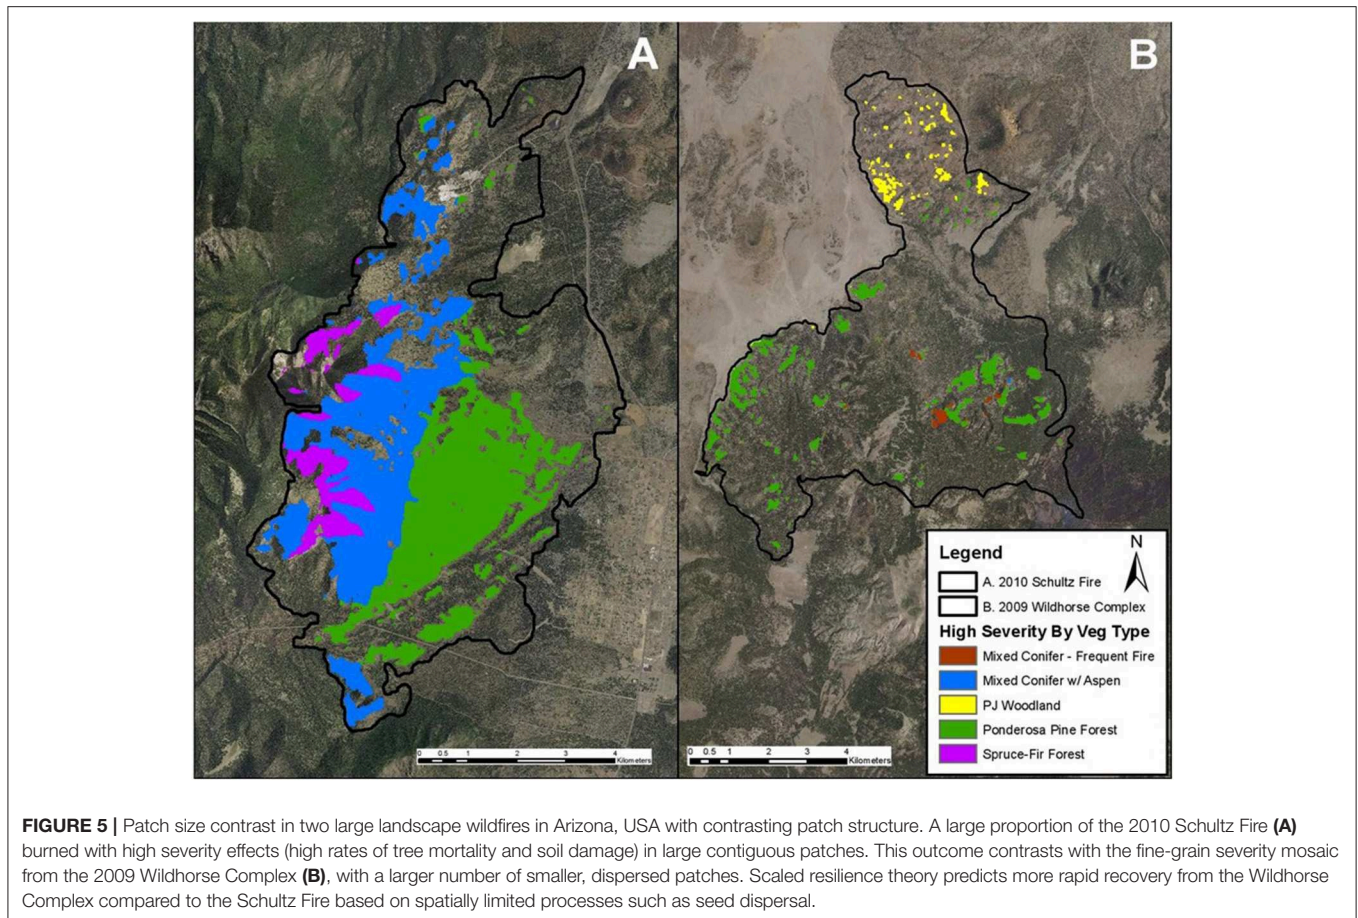 A
B
N
Legend
A. 2010 Schultz Fire
B. 2009 Wildhorse Complex
High Severity By Veg Type
Mixed Conifer - Frequent Fire
Mixed Conifer w/ Aspen
PJ Woodland
Ponderosa Pine Forest
Spruce-Fir Forest
0 0.5 1 2 3 4
Kilometers
0 0.5 1 2 3 4
Kilometers
FIGURE 5 | Patch size contrast in two large landscape wildfires in Arizona, USA with contrasting patch structure. A large proportion of the 2010 Schultz Fire (A)
burned with high severity effects (high rates of tree mortality and soil damage) in large contiguous patches. This outcome contrasts with the fine-grain severity mosaic
from the 2009 Wildhorse Complex (B), with a larger number of smaller, dispersed patches. Scaled resilience theory predicts more rapid recovery from the Wildhorse
Complex compared to the Schultz Fire based on spatially limited processes such as seed dispersal.